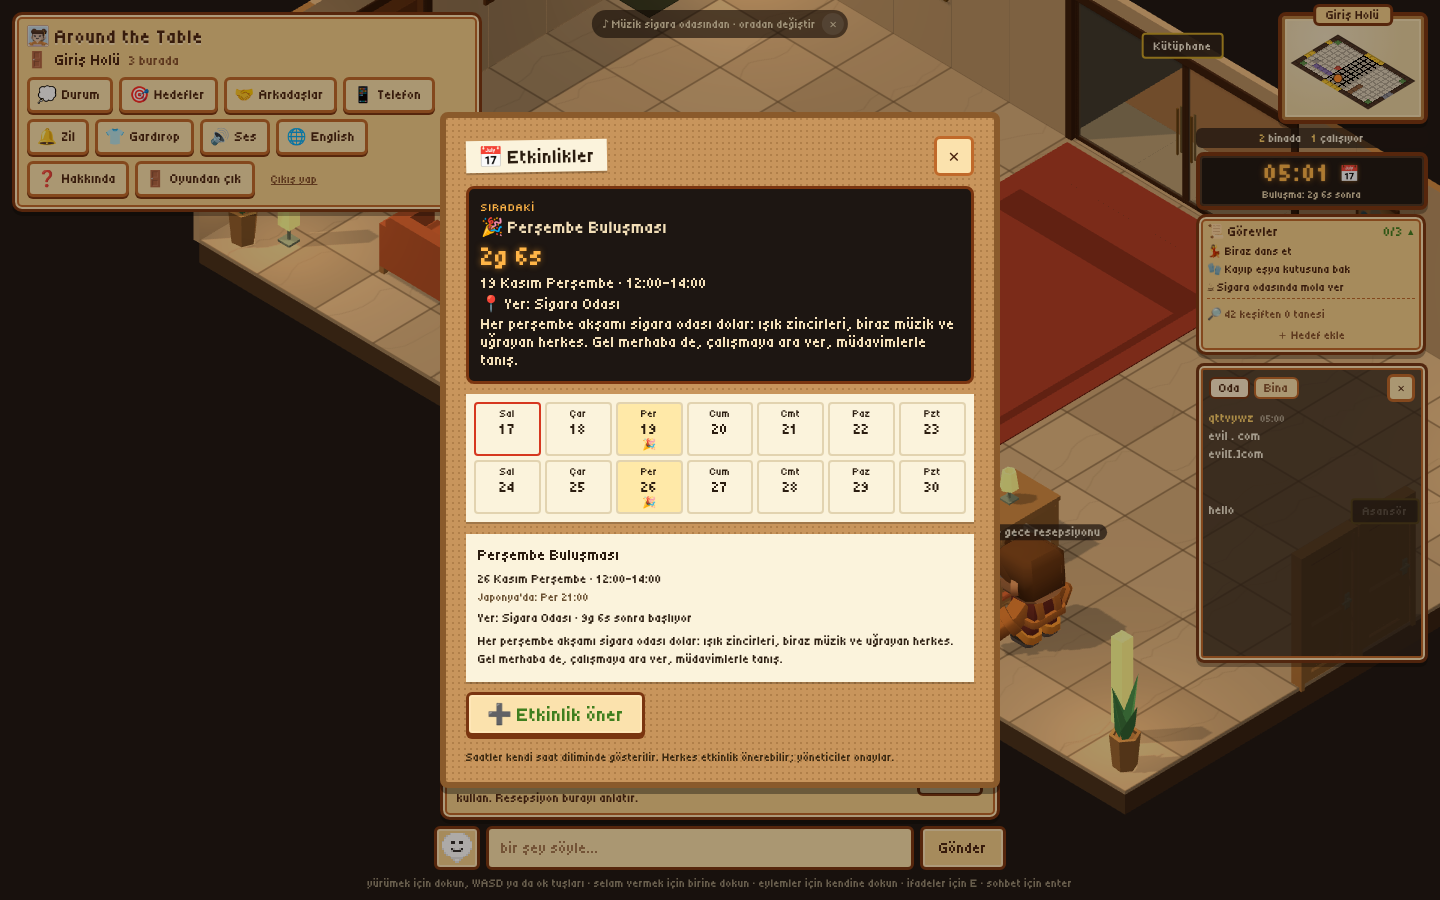 Around the Table
Giriş Holü 3 burada
Durum
Hedefler
Arkadaşlar
Telefon
Zil
Gardırop
Ses
English
Hakkında
Oyundan çık
Çıkış yap
♪ Müzik sigara odasından · oradan değiştir ×
Kütüphane
Giriş Holü
2 binada 1 çalışıyor
05:01
Buluşma: 2g 6s sonra
Görevler 0/3 ▲
Biraz dans et
Kayıp eşya kutusuna bak
Sigara odasında mola ver
42 keşiften 0 tanesi
+ Hedef ekle
Oda
Bina
×
qttvywz 05:00
evil . com
evil[.]com
hello
Asansör
gece resepsiyonu
Etkinlikler
×
SIRADAKİ
Perşembe Buluşması
2g 6s
19 Kasım Perşembe · 12:00–14:00
Yer: Sigara Odası
Her perşembe akşamı sigara odası dolar: ışık zincirleri, biraz müzik ve
uğrayan herkes. Gel merhaba de, çalışmaya ara ver, müdavimlerle
tanış.
Sal Çar Per Cum Cmt Paz Pzt
17 18 19 20 21 22 23
Sal Çar Per Cum Cmt Paz Pzt
24 25 26 27 28 29 30
Perşembe Buluşması
26 Kasım Perşembe · 12:00–14:00
Japonya'da: Per 21:00
Yer: Sigara Odası · 9g 6s sonra başlıyor
Her perşembe akşamı sigara odası dolar: ışık zincirleri, biraz müzik ve uğrayan herkes.
Gel merhaba de, çalışmaya ara ver, müdavimlerle tanış.
Etkinlik öner
Saatler kendi saat diliminde gösterilir. Herkes etkinlik önerebilir; yöneticiler onaylar.
kullan. Resepsiyon burayı anlatır.
bir şey söyle...
Gönder
yürümek için dokun, WASD ya da ok tuşları · selam vermek için birine dokun · eylemler için kendine dokun · ifadeler için E · sohbet için enter